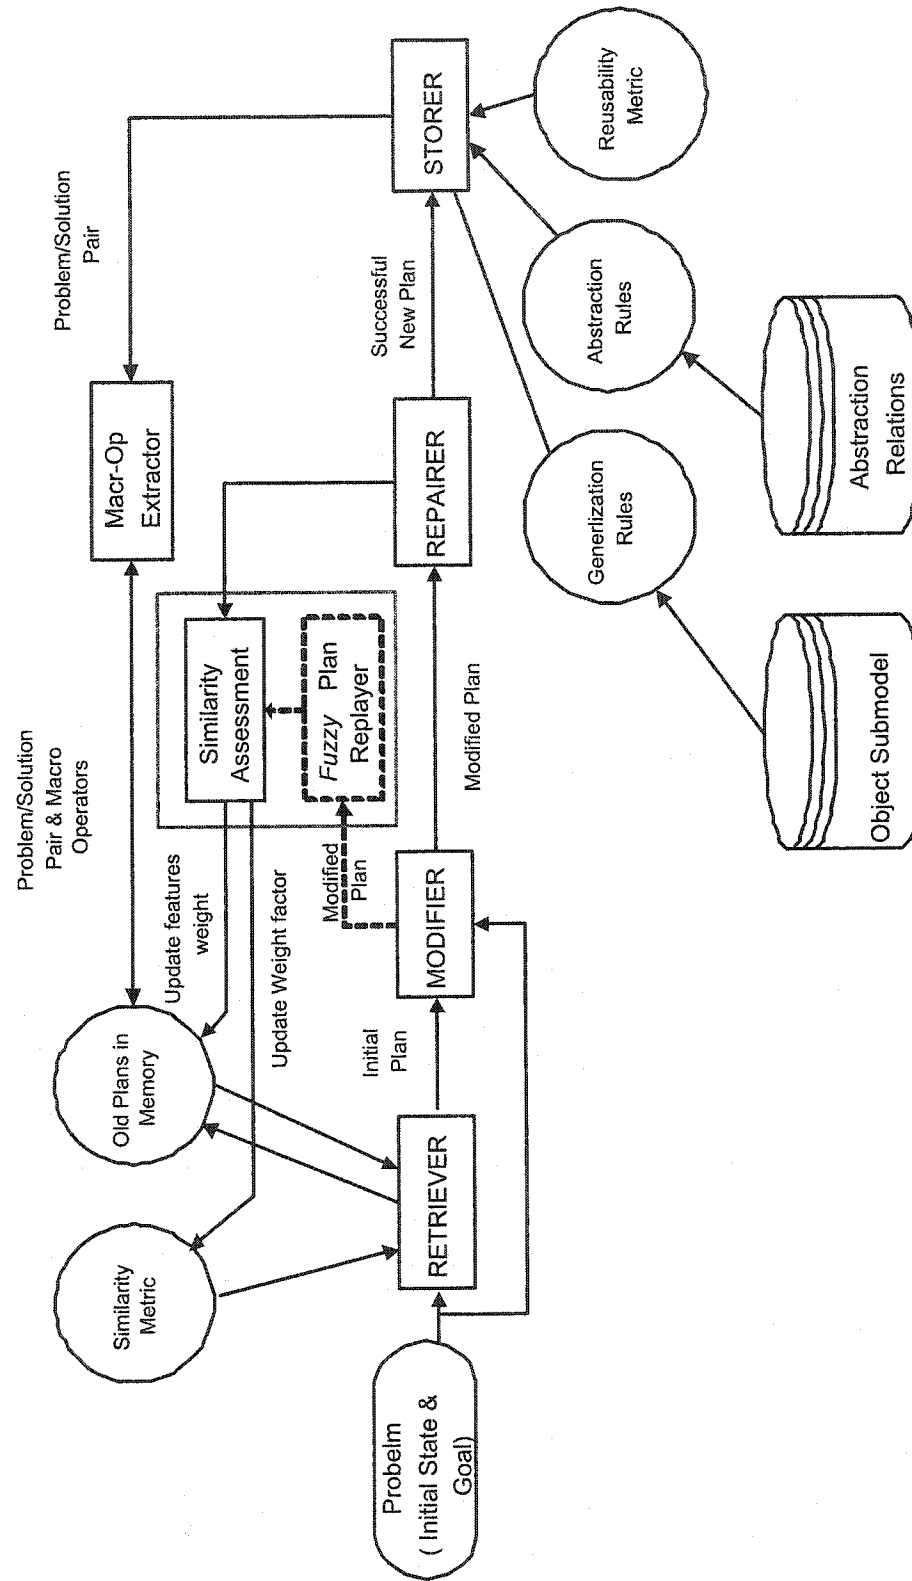 Problem/Solution
Pair & Macro
Operators
Problem/Solution
Pair
Similarity
Metric
Old Plans in
Memory
Update features
weight
Update Weight factor
Macr-Op
Extractor
Similarity
Assessment
Fuzzy Plan
Replayer
Modified
Plan
Probelm
( Initial State &
Goal)
RETRIEVER
Initial
Plan
MODIFIER
Modified Plan
REPAIRER
Successful
New Plan
STORER
Generlization
Rules
Abstraction
Rules
Reusability
Metric
Object Submodel
Abstraction
Relations